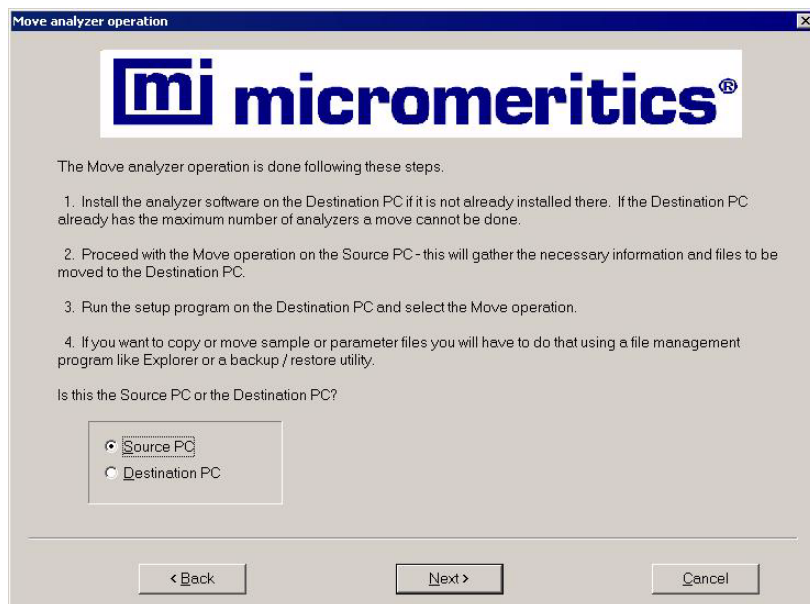 Move analyzer operation
mi micromeritics®
The Move analyzer operation is done following these steps.
1. Install the analyzer software on the Destination PC if it is not already installed there. If the Destination PC
already has the maximum number of analyzers a move cannot be done.
2. Proceed with the Move operation on the Source PC - this will gather the necessary information and files to be
moved to the Destination PC.
3. Run the setup program on the Destination PC and select the Move operation.
4. If you want to copy or move sample or parameter files you will have to do that using a file management
program like Explorer or a backup / restore utility.
Is this the Source PC or the Destination PC?
Source PC
Destination PC
< Back
Next >
Cancel